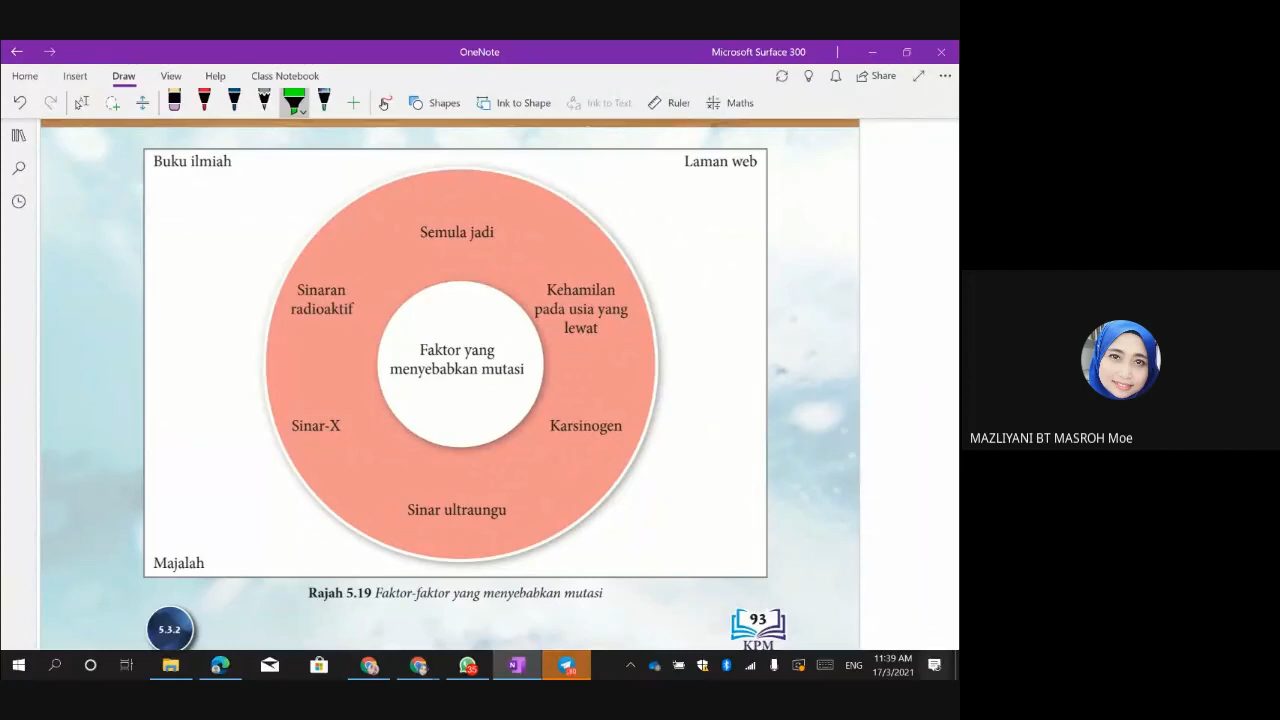 OneNote
Microsoft Surface 300
Home Insert Draw View Help Class Notebook
Share
Shapes Ink to Shape Ink to Text Ruler Maths
Buku ilmiah
Laman web
Semula jadi
Sinaran
radioaktif
Kehamilan
pada usia yang
lewat
Faktor yang
menyebabkan mutasi
Sinar-X
Karsinogen
Sinar ultraungu
Majalah
Rajah 5.19 Faktor-faktor yang menyebabkan mutasi
5.3.2
93
KPM
MAZLIYANI BT MASROH Moe
35
ENG
11:39 AM
17/3/2021